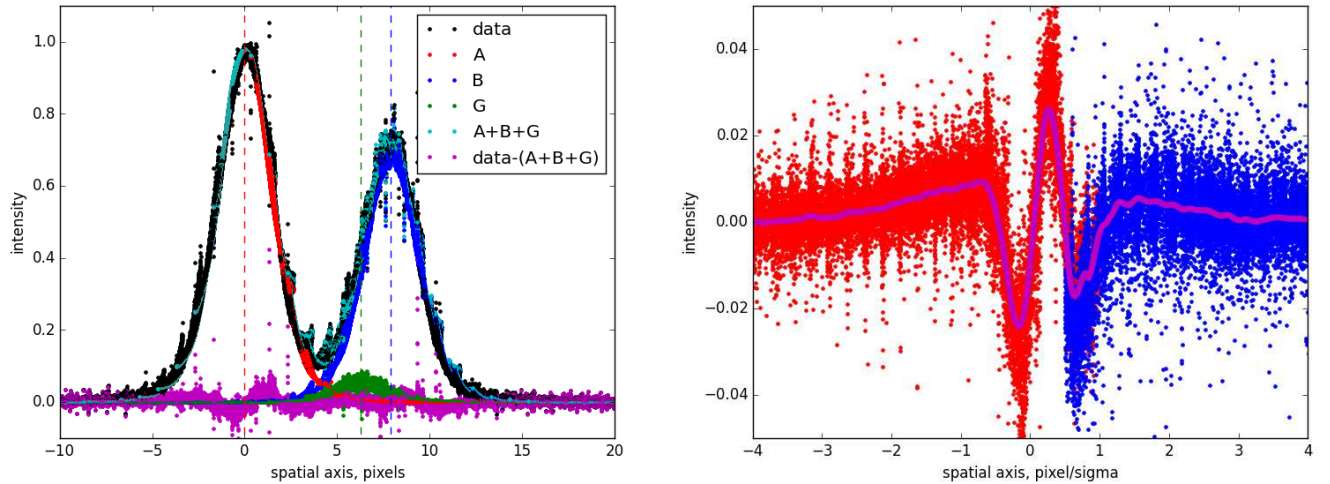 1.0
0.8
0.6
0.4
0.2
0.0
intensity
−10
−5
0
5
10
15
20
spatial axis, pixels
data
A
B
G
A+B+G
data-(A+B+G)
0.04
0.02
0.00
−0.02
−0.04
intensity
−4
−3
−2
−1
0
1
2
3
4
spatial axis, pixel/sigma